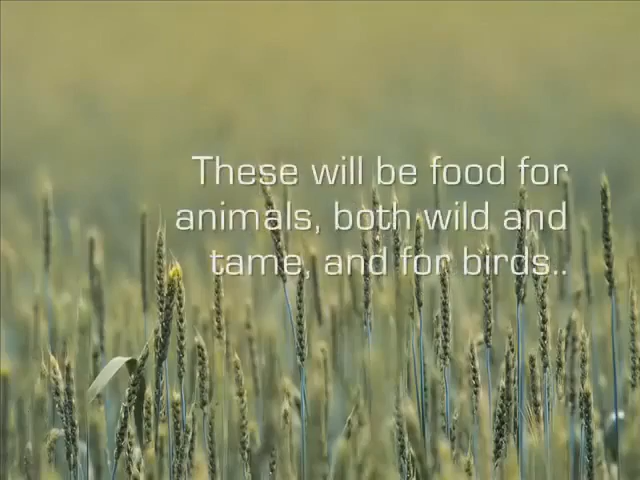 These will be food for
animals, both wild and
tame, and for birds..